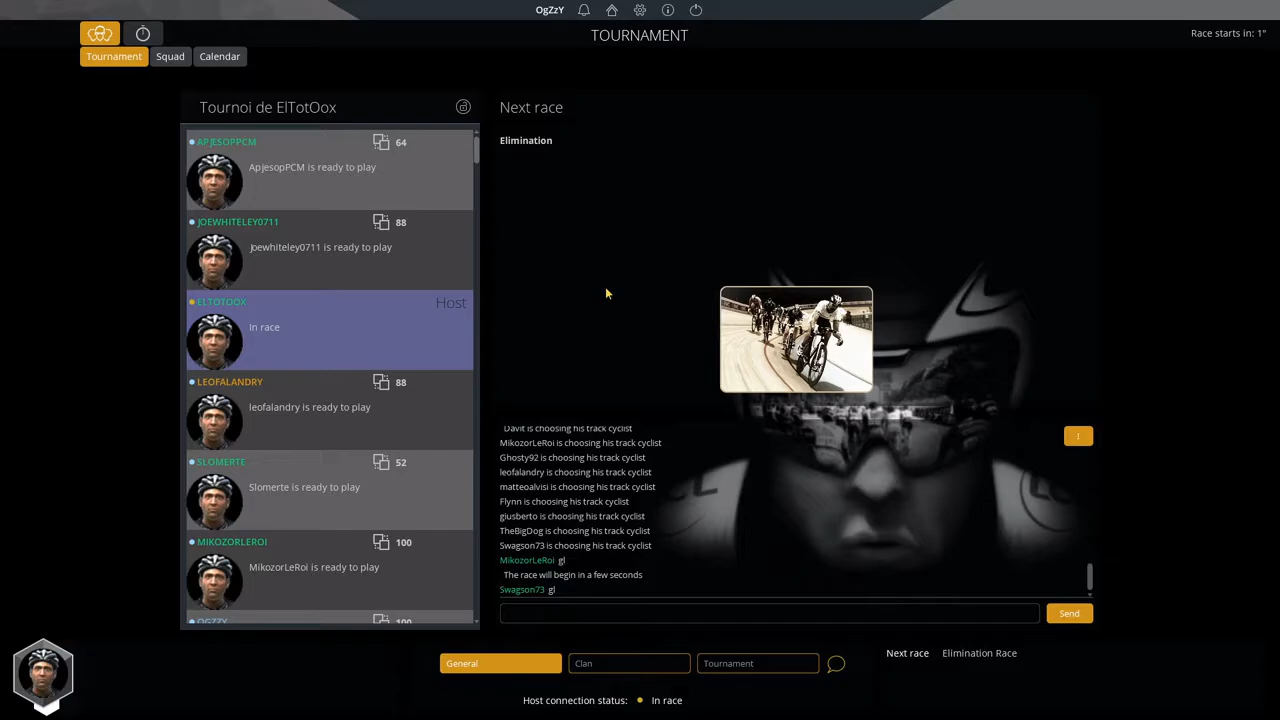 OgZzY
TOURNAMENT
Race starts in: 1"
Tournament
Squad
Calendar
Tournoi de ElTotOox
APJESOPPCM
64
ApjesopPCM is ready to play
JOEWHITELEY0711
88
Joewhiteley0711 is ready to play
ELTOTOOX
Host
In race
LEOFALANDRY
88
leofalandry is ready to play
SLOMERTE
52
Slomerte is ready to play
MIKOZORLEROI
100
MikozorLeRoi is ready to play
OGZZY
100
Next race
Elimination
Davit is choosing his track cyclist
MikozorLeRoi is choosing his track cyclist
Ghosty92 is choosing his track cyclist
leofalandry is choosing his track cyclist
matteoalvisi is choosing his track cyclist
Flynn is choosing his track cyclist
giusberto is choosing his track cyclist
TheBigDog is choosing his track cyclist
Swagson73 is choosing his track cyclist
MikozorLeRoi gl
The race will begin in a few seconds
Swagson73 gl
Send
General
Clan
Tournament
Next race Elimination Race
Host connection status: In race